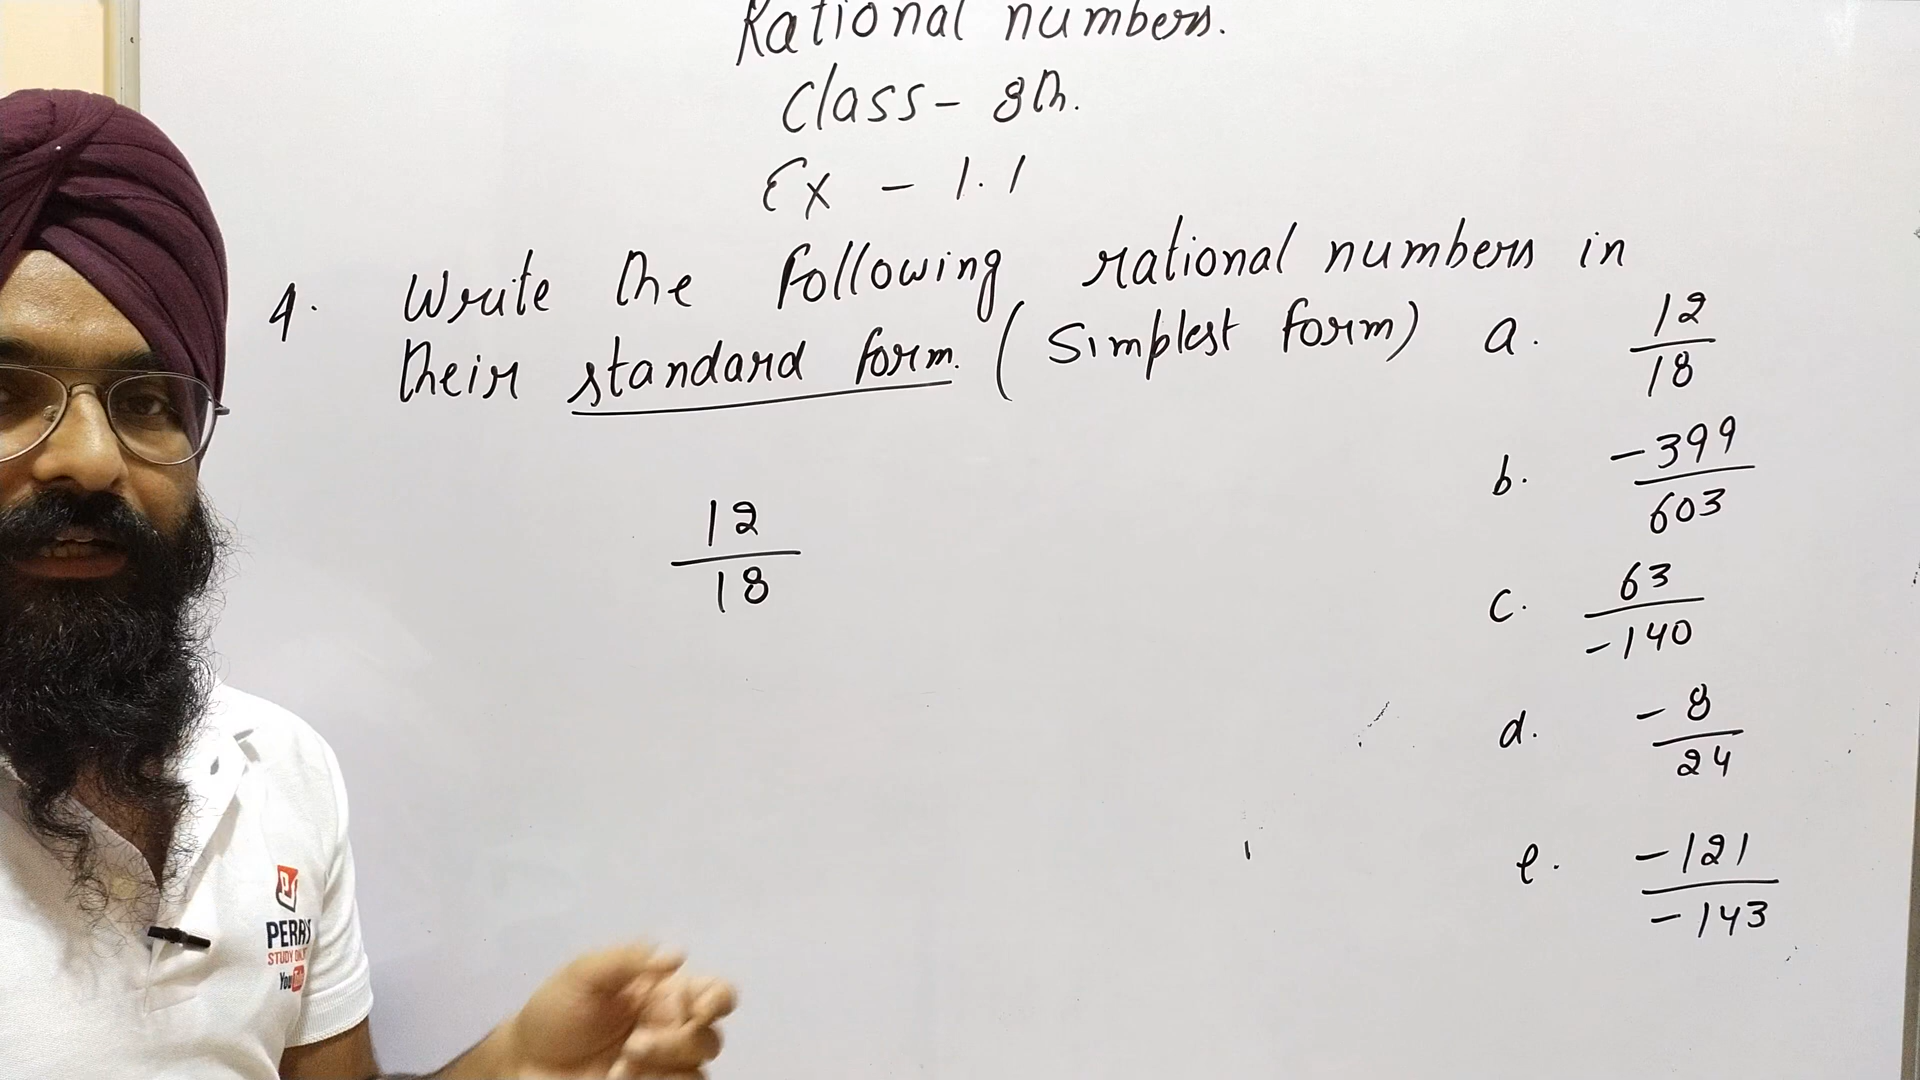 Rational numbers.
Class - 8th.
Ex - 1.1
4. Write the following rational numbers in
their standard form. (Simplest form) a. 12/18
b. -399/603
c. 63/-140
d. -8/24
e. -121/-143
12
18
PERRY
STUDY
You